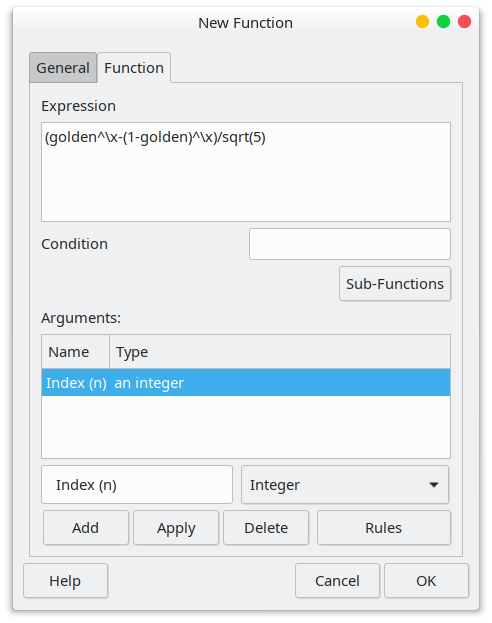 New Function
General Function
Expression
(golden^\x-(1-golden)^\x)/sqrt(5)
Condition
Sub-Functions
Arguments:
Name Type
Index (n) an integer
Index (n) Integer
Add Apply Delete Rules
Help Cancel OK